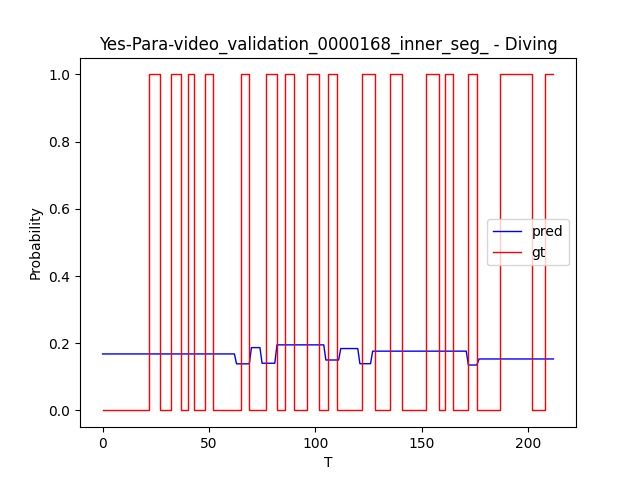 Yes-Para-video_validation_0000168_inner_seg_ - Diving
1.0
0.8
0.6
0.4
0.2
0.0
Probability
pred
gt
0
50
100
150
200
T